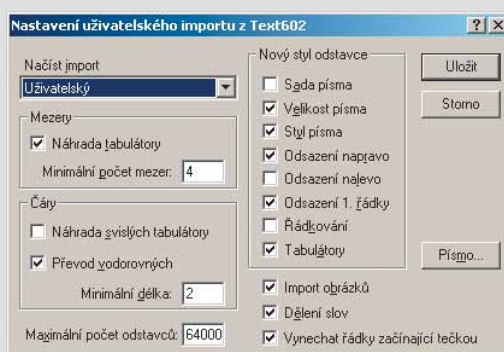 Nastavení uživatelského importu z Text602
Načíst import
Uživatelský
Mezery
Náhrada tabulátory
Minimální počet mezer: 4
Čáry
Náhrada svislých tabulátory
Převod vodorovných
Minimální délka: 2
Maximální počet odstavců: 64000
Nový styl odstavce
Sada písma
Velikost písma
Styl písma
Odsazení napravo
Odsazení nalevo
Odsazení 1. řádky
Řádkování
Tabulátory
Import obrázků
Dělení slov
Vynechat řádky začínající tečkou
Uložit
Storno
Písmo...